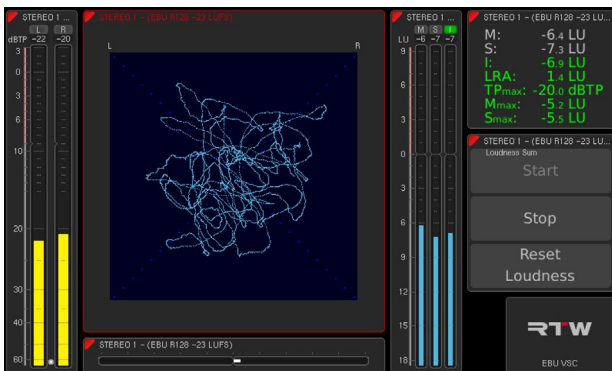 STEREO 1 ...
L R
dBTP -22 -20
3
0
3
6
10
20
30
40
60
STEREO 1 - (EBU R128 -23 LUFS)
L R
STEREO 1 - (EBU R128 -23 LUFS)
STEREO 1 ...
M S I
LU -6 -7 -7
9
6
3
0
3
6
9
12
15
18
STEREO 1 - (EBU R128 -23 LU...
M: -6.4 LU
S: -7.3 LU
I: -6.9 LU
LRA: 1.4 LU
TPmax: -20.0 dBTP
Mmax: -5.2 LU
Smax: -5.5 LU
STEREO 1 - (EBU R128 -23 LU...
Loudness Sum
Start
Stop
Reset
Loudness
RTW
EBU VSC